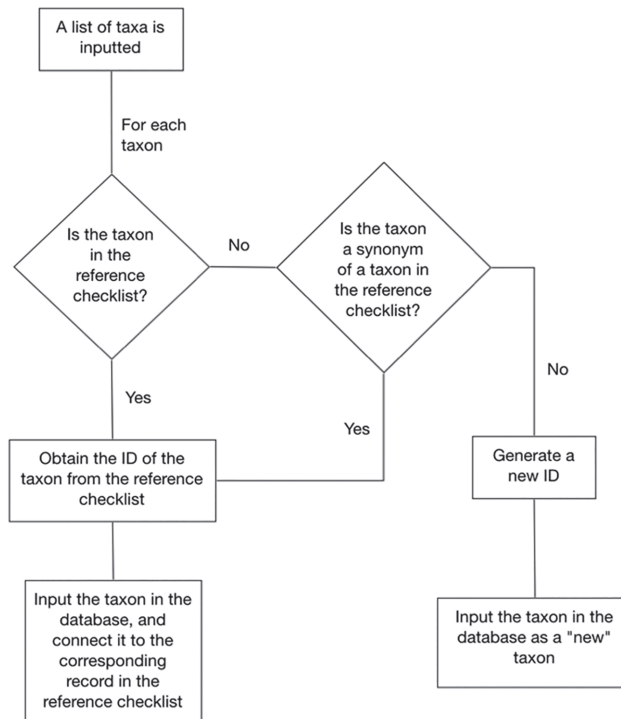 A list of taxa is
inputted
For each
taxon
Is the taxon
in the
reference
checklist?
No
Is the taxon
a synonym
of a taxon in
the reference
checklist?
Yes
Yes
No
Obtain the ID of the
taxon from the reference
checklist
Generate a
new ID
Input the taxon in the
database, and
connect it to the
corresponding
record in the
reference checklist
Input the taxon in the
database as a "new"
taxon